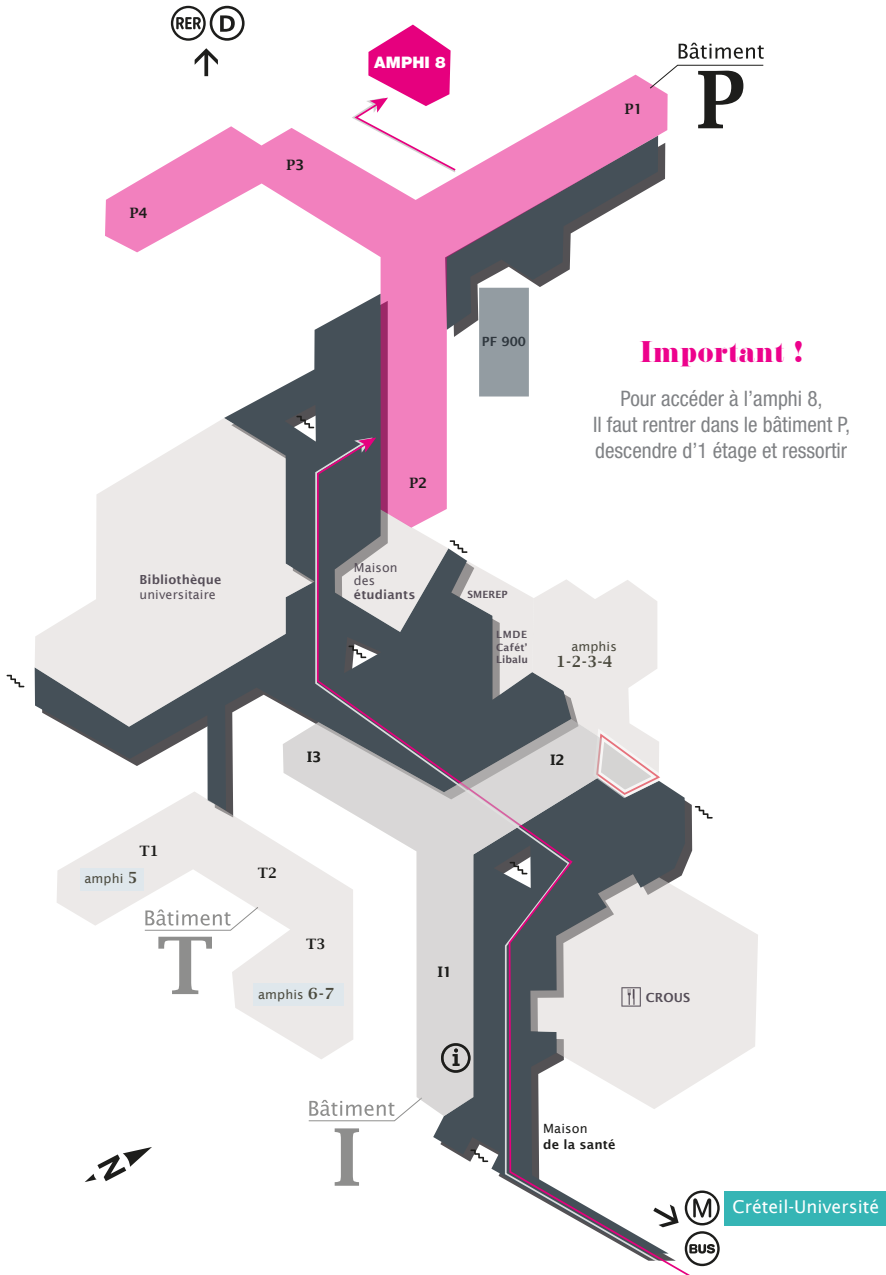 RER D
AMPHI 8
Bâtiment
P
P1
P3
P4
PF 900
Important !
Pour accéder à l'amphi 8,
Il faut rentrer dans le bâtiment P,
descendre d'1 étage et ressortir
P2
Bibliothèque
universitaire
Maison
des
étudiants
SMEREP
LMDE
Cafét'
Libalu
amphis
1-2-3-4
I3
I2
T1
amphi 5
T2
Bâtiment
T
T3
amphis 6-7
I1
CROUS
i
Bâtiment
I
Maison
de la santé
N
M Créteil-Université
BUS